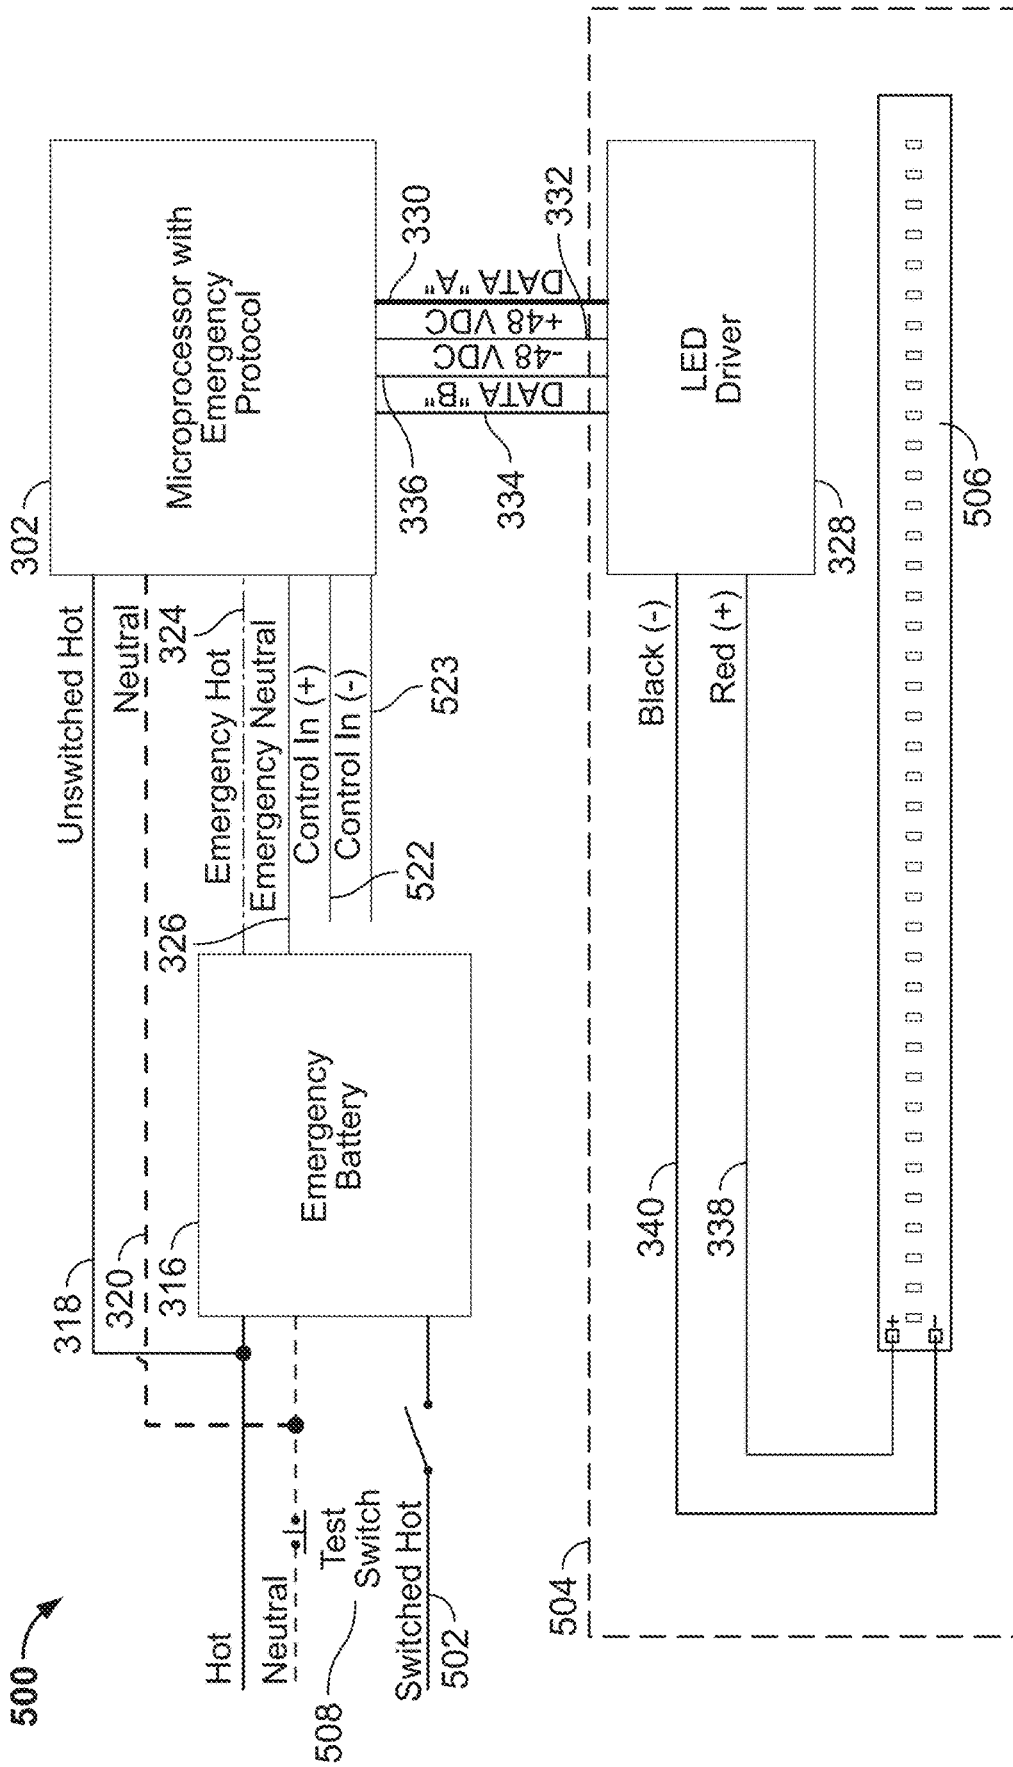 500
Hot
Neutral
Test
Switch
508
Switched Hot
502
318
320
316
Emergency
Battery
Unswitched Hot
Neutral
324
Emergency Hot
Emergency Neutral
326
Control In (+)
Control In (-)
522
523
302
Microprocessor with
Emergency
Protocol
330
DATA "A"
+48 VDC
-48 VDC
DATA "B"
332
336
334
504
LED
Driver
328
Black (-)
Red (+)
340
338
+
-
506